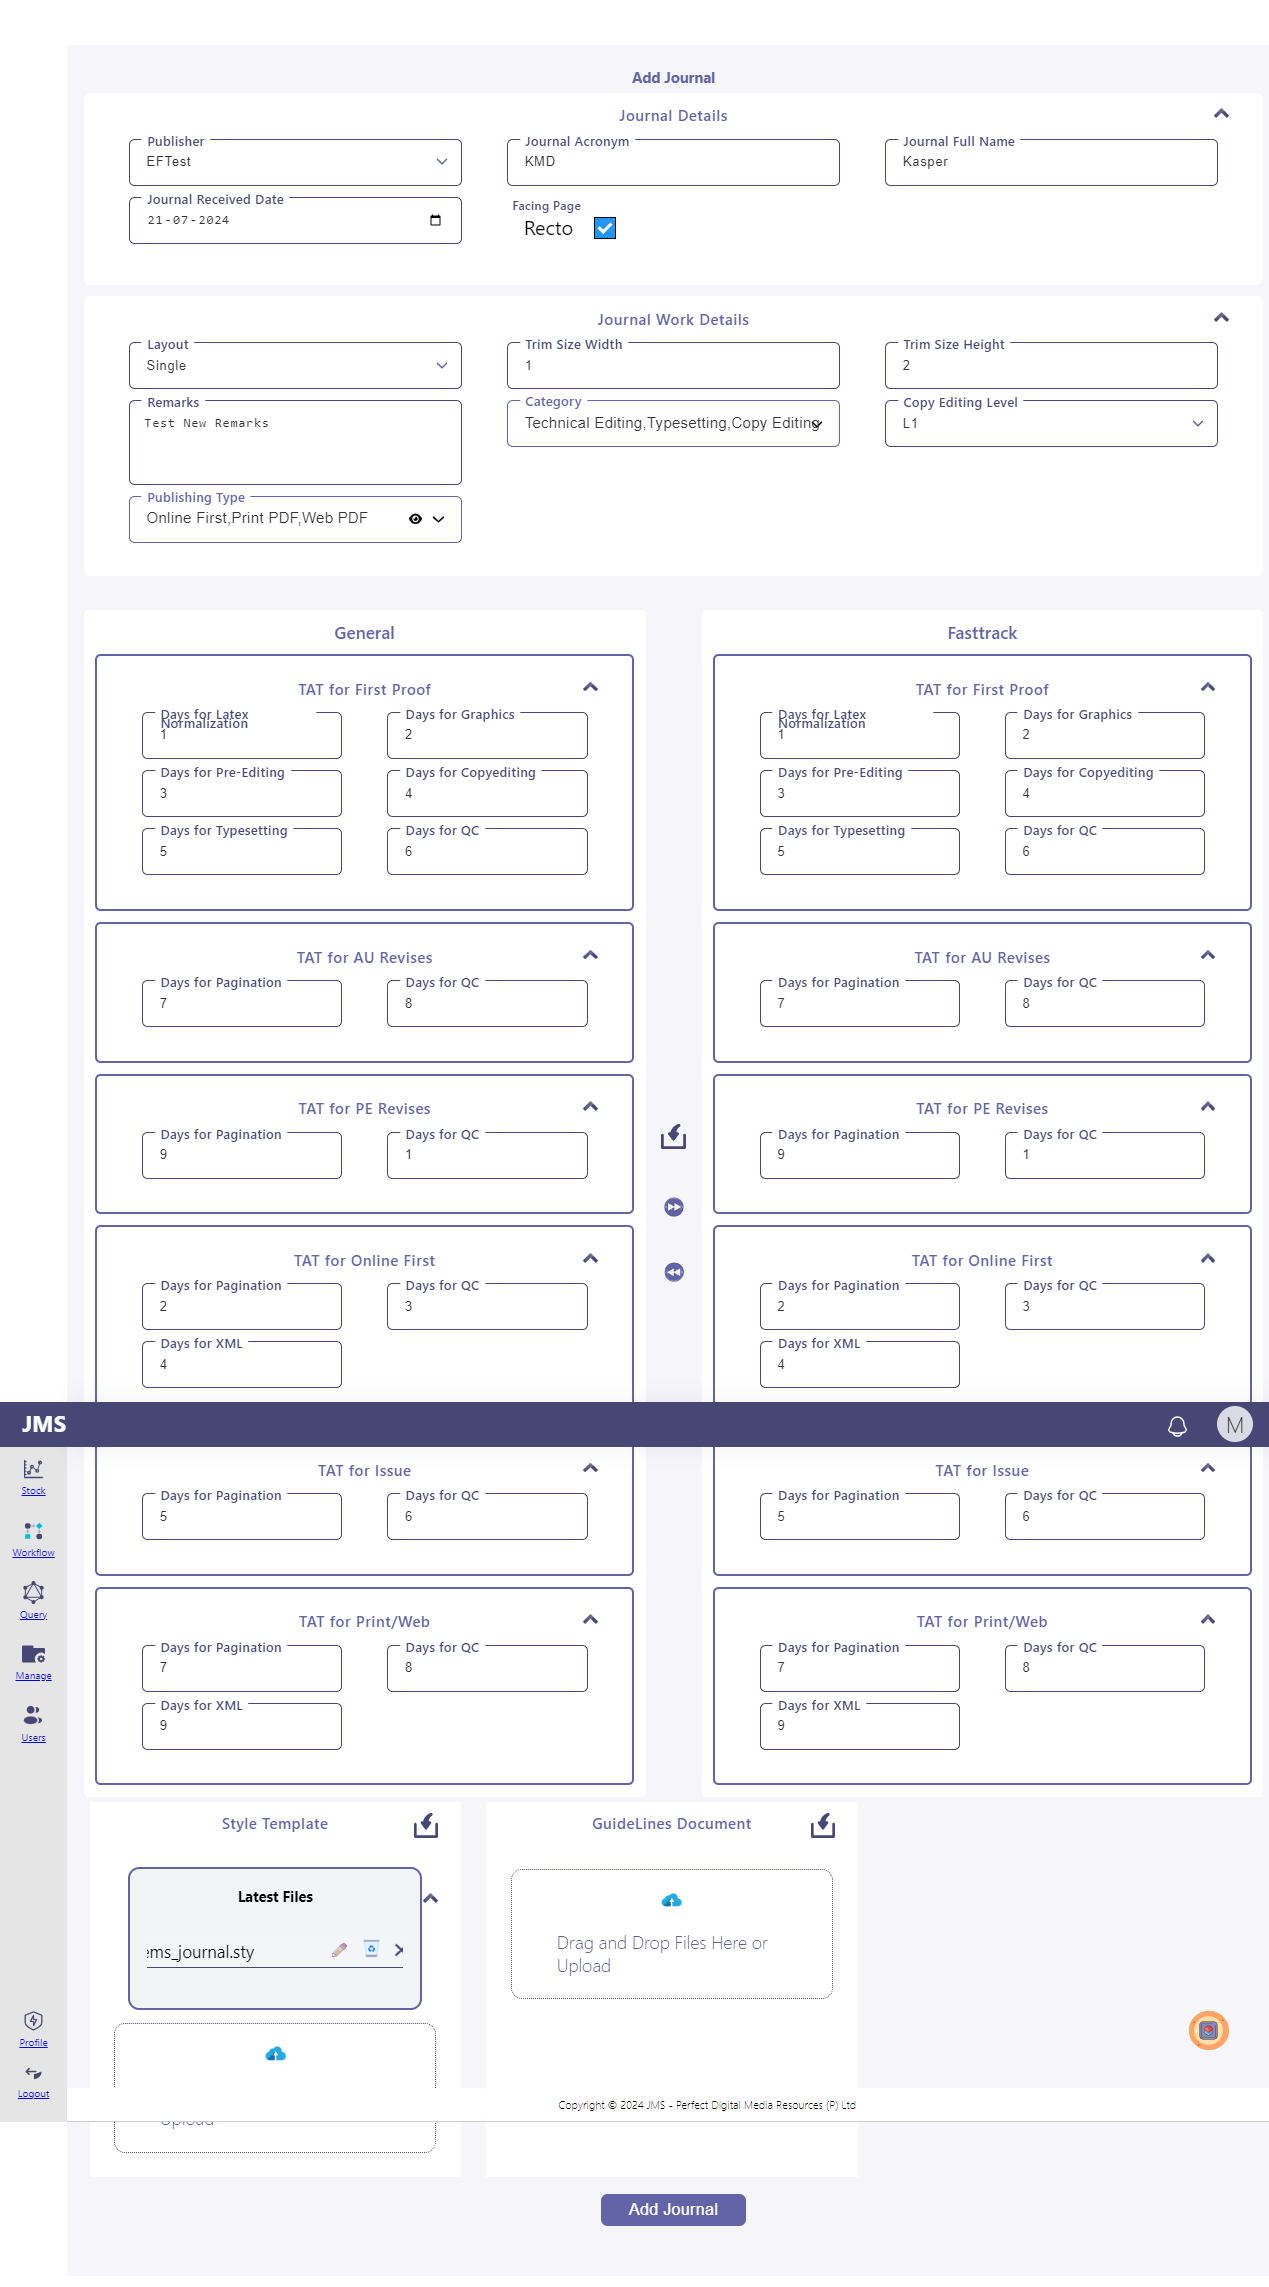 Add Journal
Journal Details
Publisher
EFTest
Journal Acronym
KMD
Journal Full Name
Kasper
Journal Received Date
21-07-2024
Facing Page
Recto
Journal Work Details
Layout
Single
Trim Size Width
1
Trim Size Height
2
Remarks
Test New Remarks
Category
Technical Editing,Typesetting,Copy Editing
Copy Editing Level
L1
Publishing Type
Online First,Print PDF,Web PDF
General
TAT for First Proof
Days for Latex
Normalization
1
Days for Graphics
2
Days for Pre-Editing
3
Days for Copyediting
4
Days for Typesetting
5
Days for QC
6
TAT for AU Revises
Days for Pagination
7
Days for QC
8
TAT for PE Revises
Days for Pagination
9
Days for QC
1
TAT for Online First
Days for Pagination
2
Days for QC
3
Days for XML
4
Fasttrack
TAT for First Proof
Days for Latex
Normalization
1
Days for Graphics
2
Days for Pre-Editing
3
Days for Copyediting
4
Days for Typesetting
5
Days for QC
6
TAT for AU Revises
Days for Pagination
7
Days for QC
8
TAT for PE Revises
Days for Pagination
9
Days for QC
1
TAT for Online First
Days for Pagination
2
Days for QC
3
Days for XML
4
JMS
M
Stock
Workflow
Query
Manage
Users
Profile
Logout
TAT for Issue
Days for Pagination
5
Days for QC
6
TAT for Print/Web
Days for Pagination
7
Days for QC
8
Days for XML
9
TAT for Issue
Days for Pagination
5
Days for QC
6
TAT for Print/Web
Days for Pagination
7
Days for QC
8
Days for XML
9
Style Template
Latest Files
ems_journal.sty
Upload
GuideLines Document
Drag and Drop Files Here or
Upload
Copyright © 2024 JMS - Perfect Digital Media Resources (P) Ltd
Add Journal